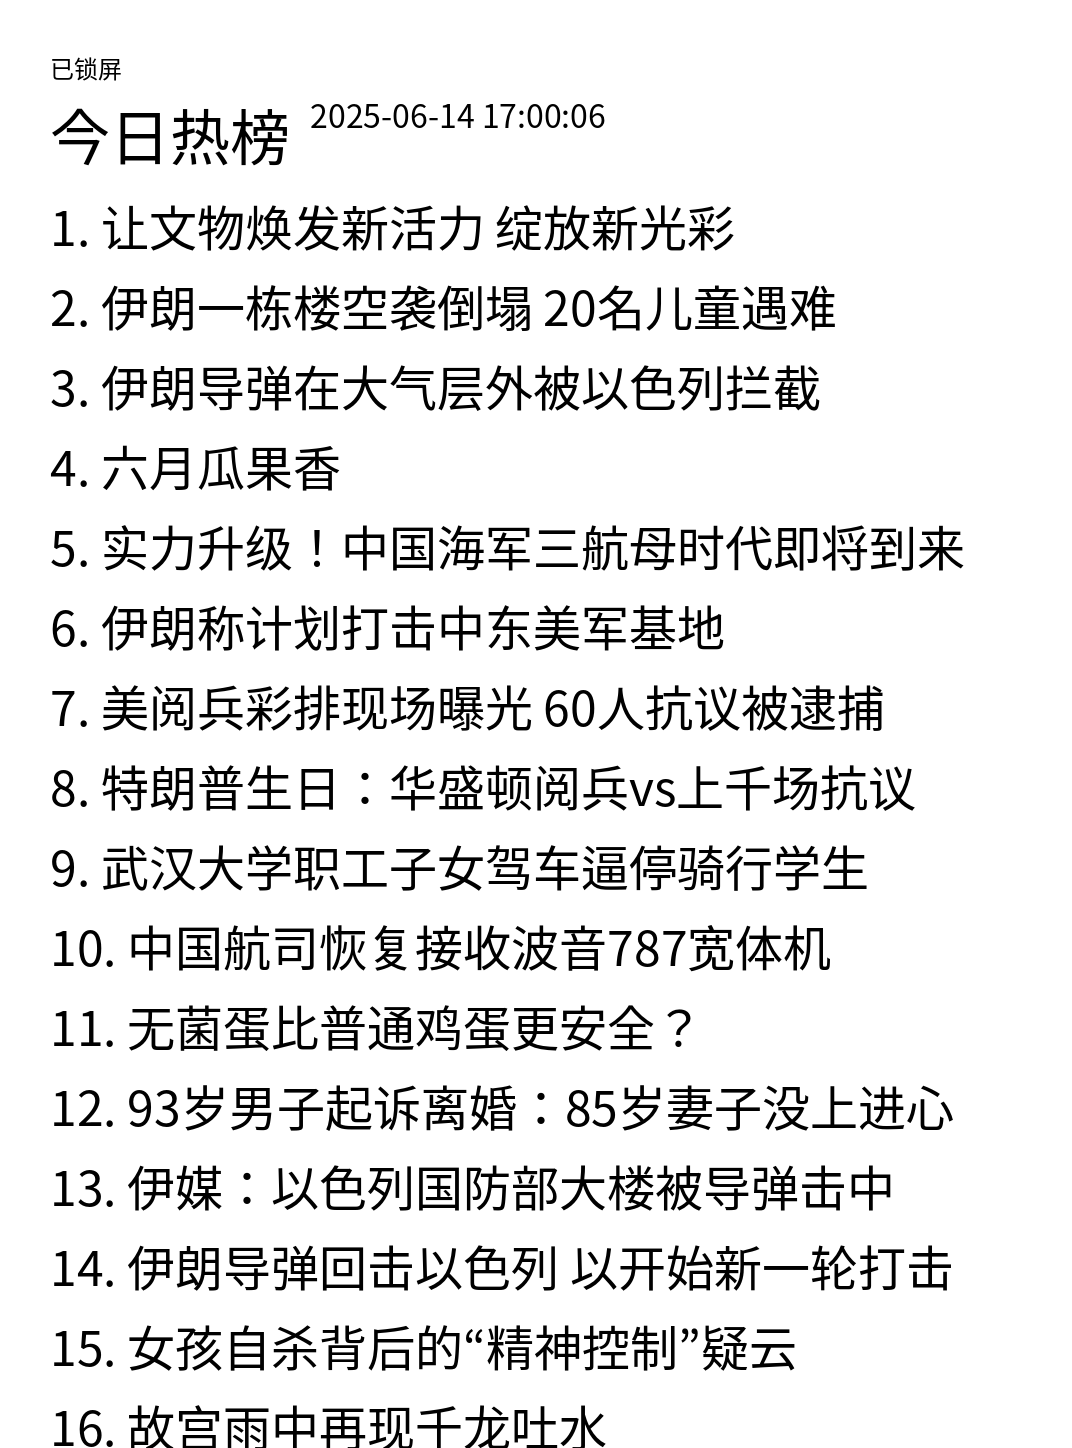 已锁屏
今日热榜 2025-06-14 17:00:06
1. 让文物焕发新活力 绽放新光彩
2. 伊朗一栋楼空袭倒塌 20名儿童遇难
3. 伊朗导弹在大气层外被以色列拦截
4. 六月瓜果香
5. 实力升级！中国海军三航母时代即将到来
6. 伊朗称计划打击中东美军基地
7. 美阅兵彩排现场曝光 60人抗议被逮捕
8. 特朗普生日：华盛顿阅兵vs上千场抗议
9. 武汉大学职工子女驾车逼停骑行学生
10. 中国航司恢复接收波音787宽体机
11. 无菌蛋比普通鸡蛋更安全？
12. 93岁男子起诉离婚：85岁妻子没上进心
13. 伊媒：以色列国防部大楼被导弹击中
14. 伊朗导弹回击以色列 以开始新一轮打击
15. 女孩自杀背后的“精神控制”疑云
16. 故宫雨中再现千龙吐水